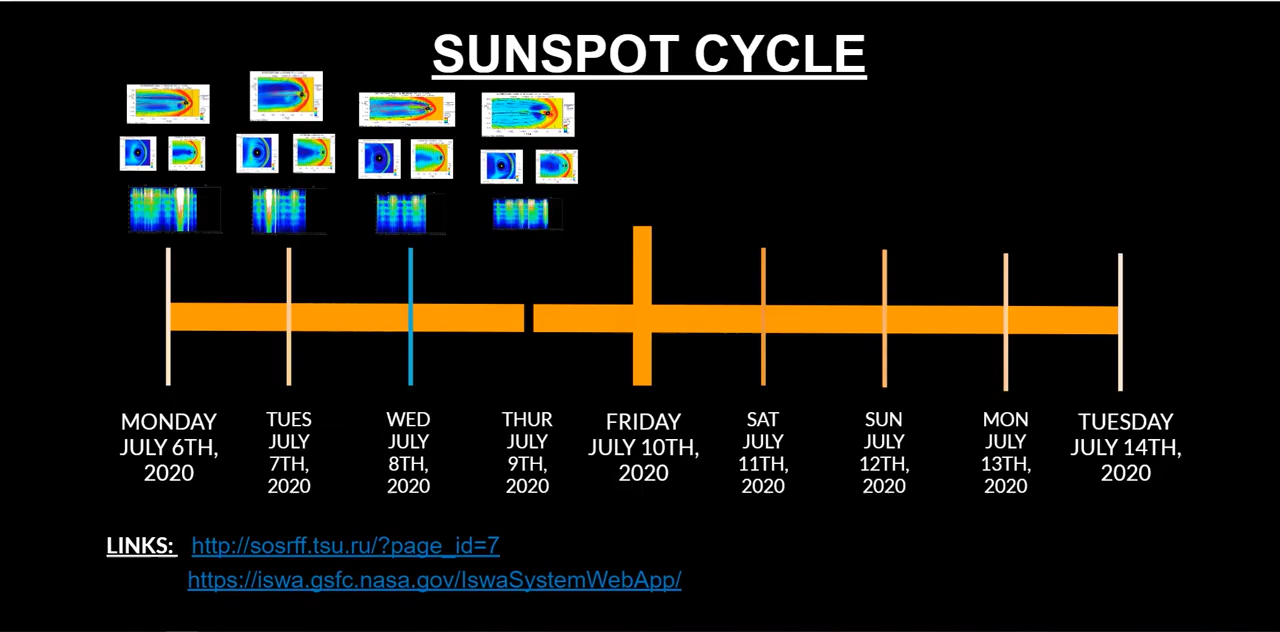 SUNSPOT CYCLE
MONDAY
JULY 6TH,
2020
TUES
JULY
7TH,
2020
WED
JULY
8TH,
2020
THUR
JULY
9TH,
2020
FRIDAY
JULY 10TH,
2020
SAT
JULY
11TH,
2020
SUN
JULY
12TH,
2020
MON
JULY
13TH,
2020
TUESDAY
JULY 14TH,
2020
LINKS: http://sosrff.tsu.ru/?page_id=7
https://iswa.gsfc.nasa.gov/IswaSystemWebApp/